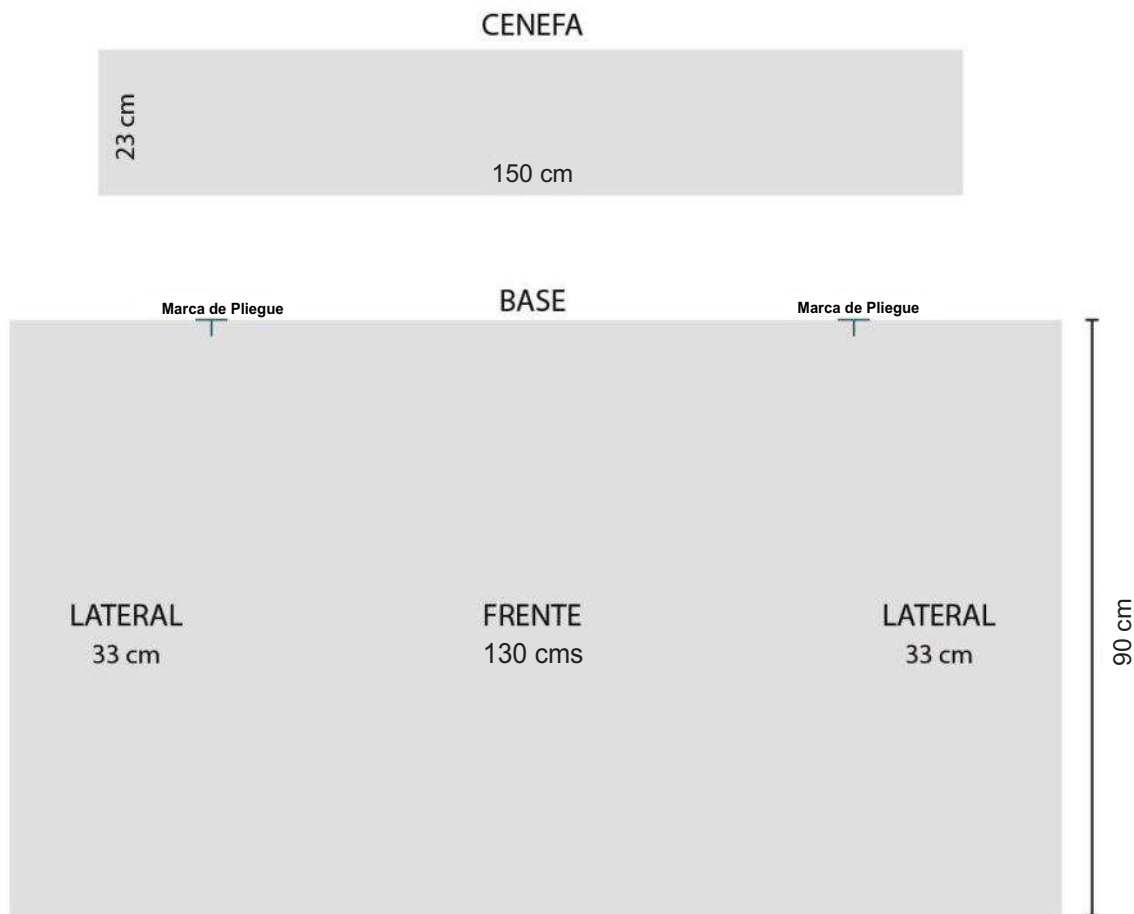 CENEFA
23 cm
150 cm
BASE
Marca de Pliegue
Marca de Pliegue
LATERAL
33 cm
FRENTE
130 cms
LATERAL
33 cm
90 cm